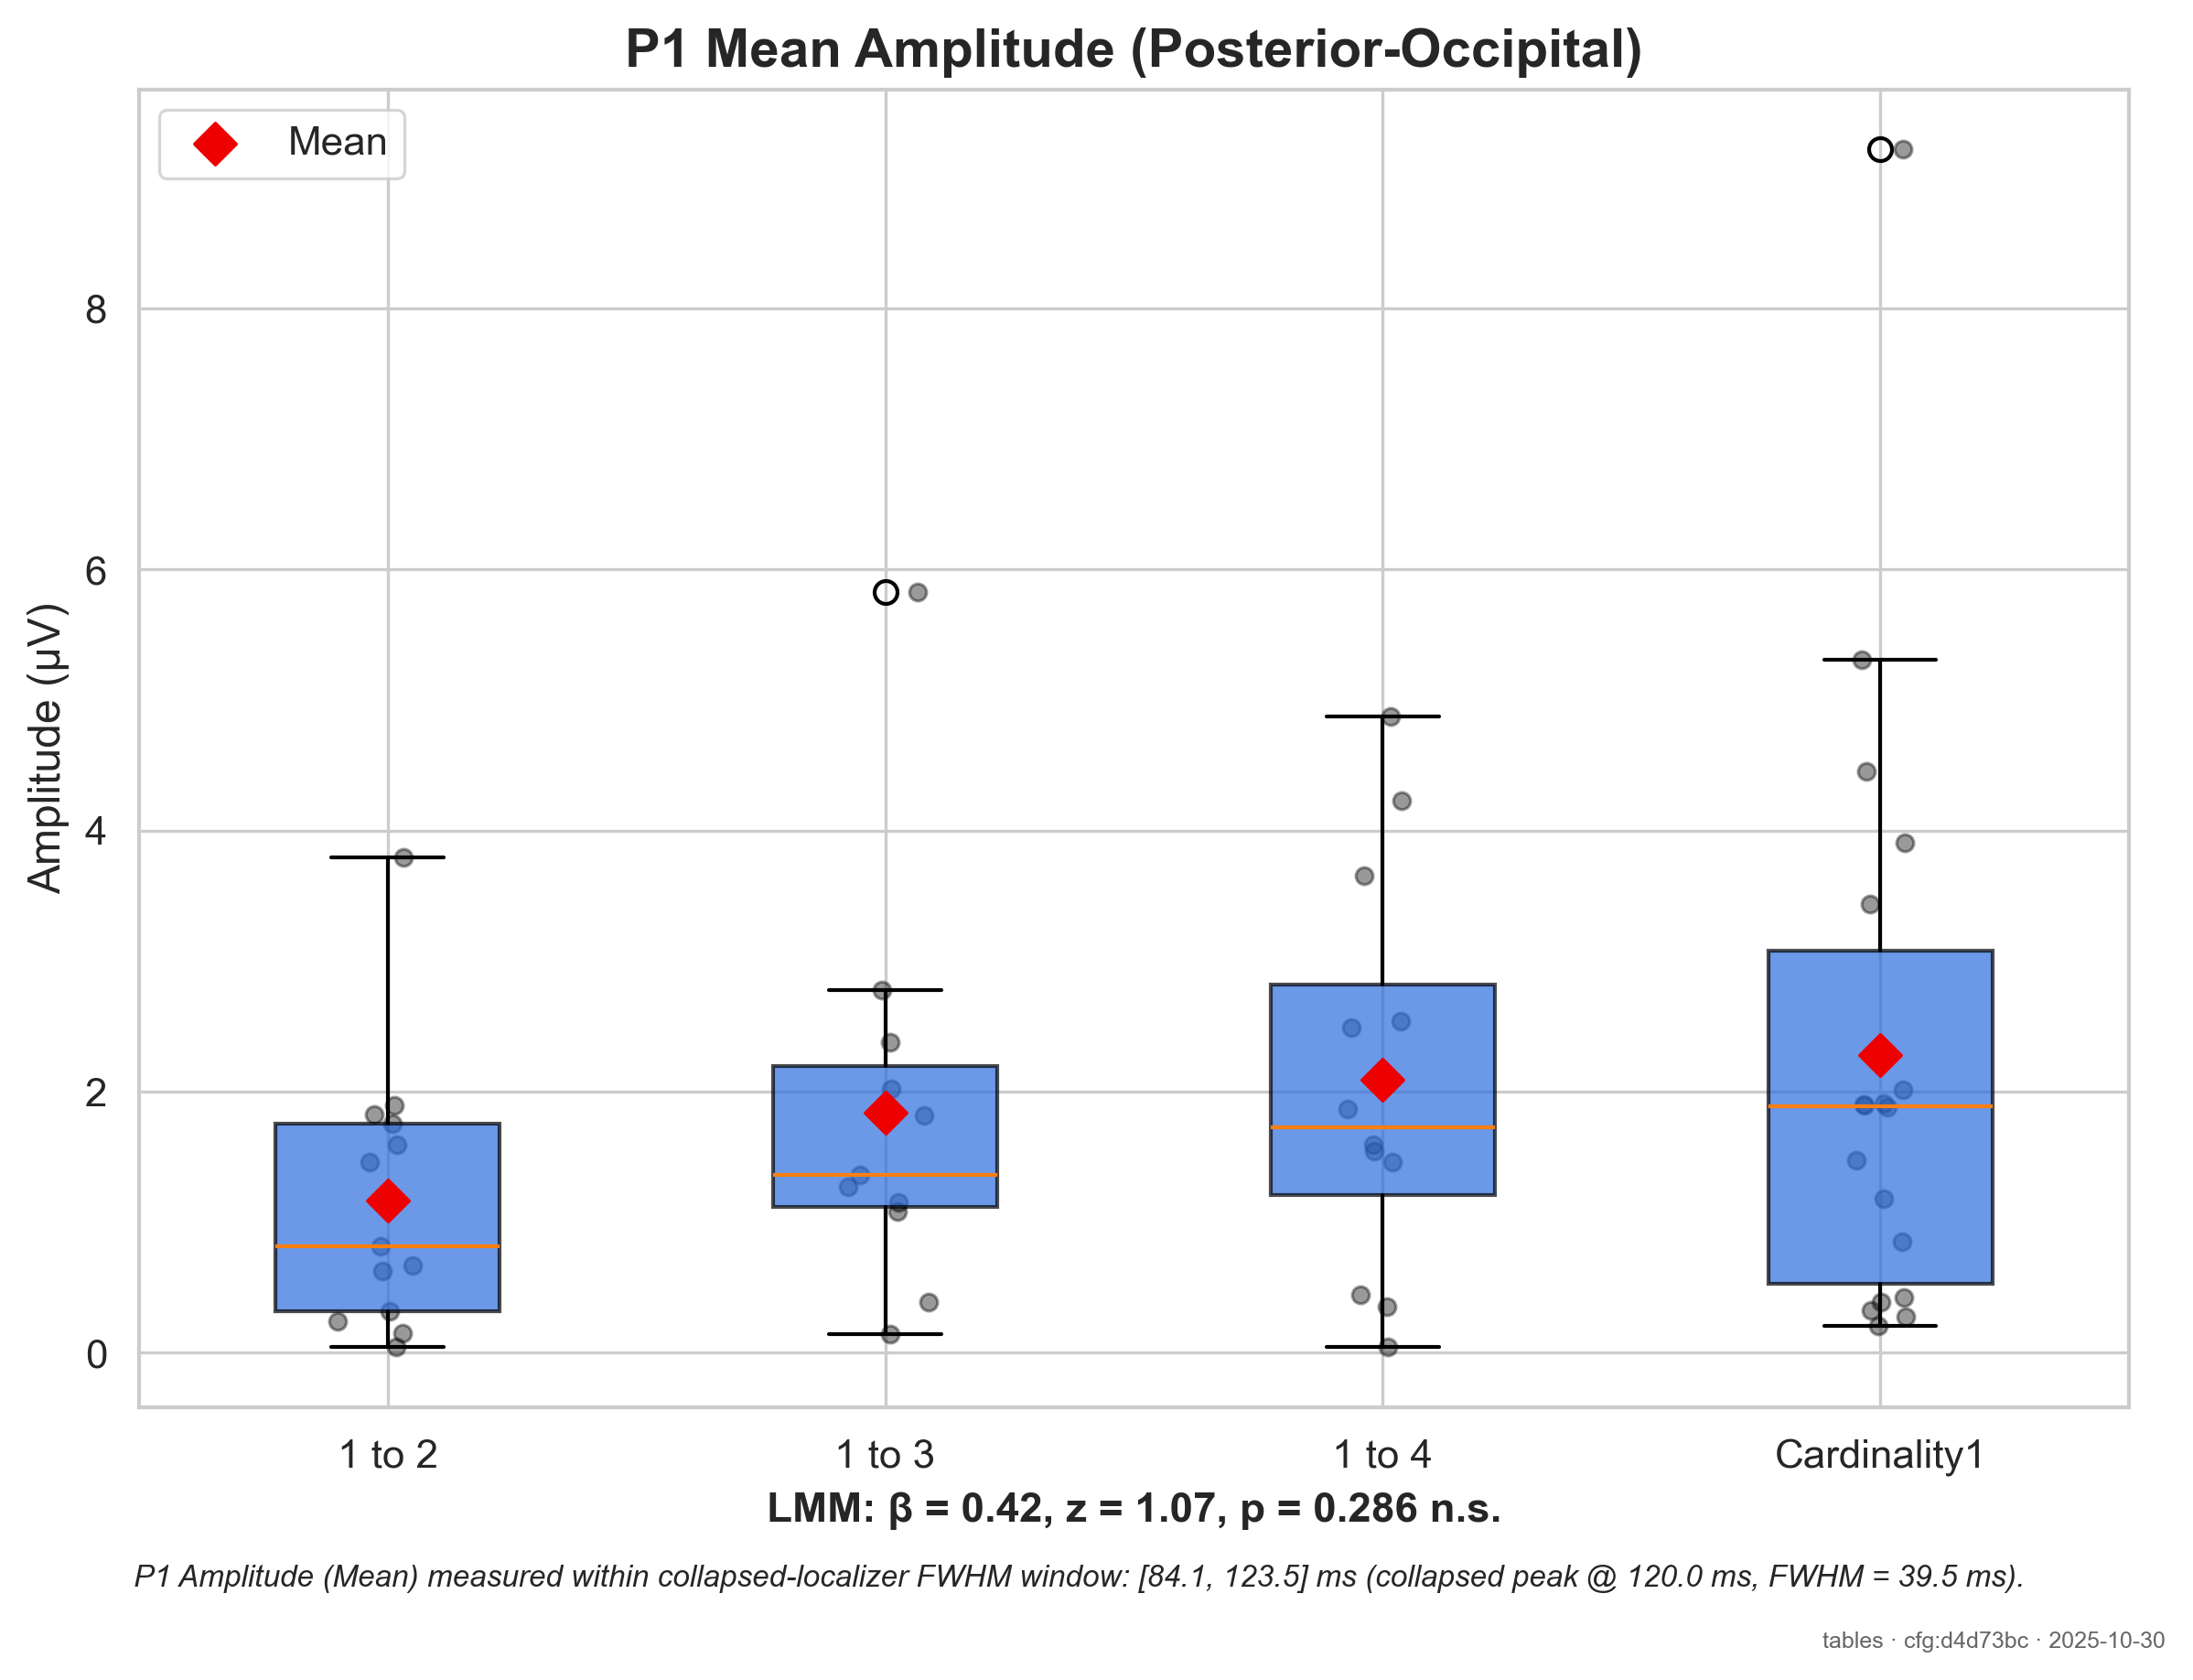 P1 Mean Amplitude (Posterior-Occipital)
Mean
Amplitude (µV)
8
6
4
2
0
1 to 2
1 to 3
1 to 4
Cardinality1
LMM: β = 0.42, z = 1.07, p = 0.286 n.s.
P1 Amplitude (Mean) measured within collapsed-localizer FWHM window: [84.1, 123.5] ms (collapsed peak @ 120.0 ms, FWHM = 39.5 ms).
tables · cfg:d4d73bc · 2025-10-30